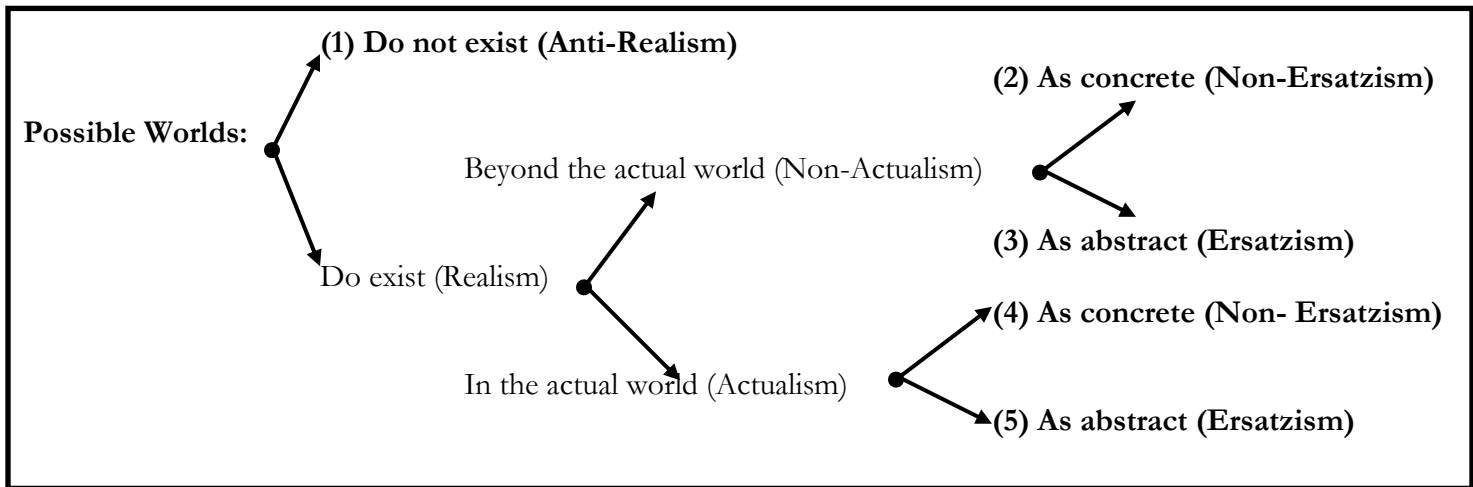 (1) Do not exist (Anti-Realism)
(2) As concrete (Non-Ersatzism)
Possible Worlds:
Beyond the actual world (Non-Actualism)
(3) As abstract (Ersatzism)
Do exist (Realism)
(4) As concrete (Non- Ersatzism)
In the actual world (Actualism)
(5) As abstract (Ersatzism)